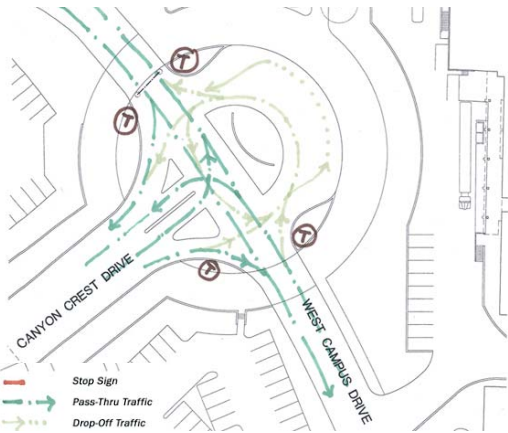 T
T
T
T
CANYON CREST DRIVE
WEST CAMPUS DRIVE
Stop Sign
Pass-Thru Traffic
Drop-Off Traffic